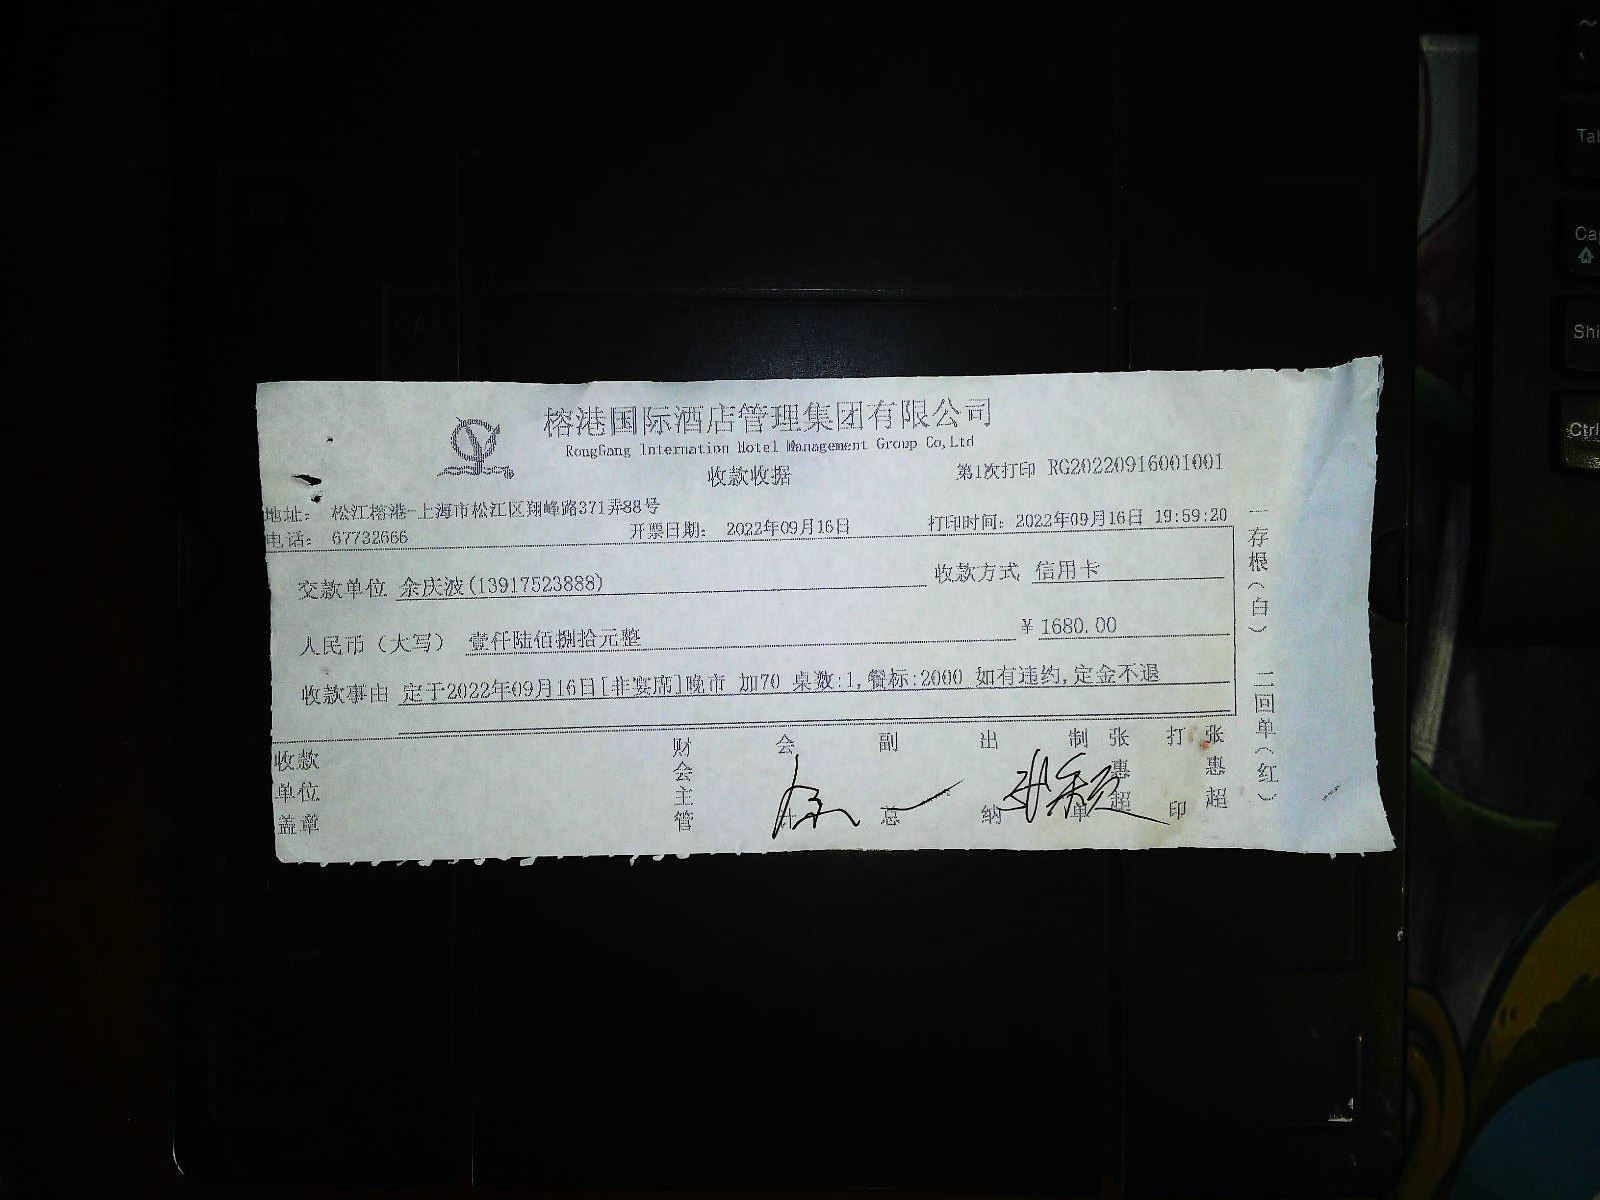 榕港国际酒店管理集团有限公司
RongGang Internation Hotel Management Group Co,Ltd
收款收据
第1次打印 RG20220916001001
地址: 松江榕港-上海市松江区翔峰路371弄88号
电话: 67732666
开票日期: 2022年09月16日
打印时间: 2022年09月16日 19:59:20
交款单位 余庆波(13917523888)
收款方式 信用卡
人民币(大写) 壹仟陆佰捌拾元整
¥ 1680.00
收款事由 定于2022年09月16日[非宴席]晚市 加70 桌数:1,餐标:2000 如有违约,定金不退
收款单位盖章
财会主管
会计
副总
出纳
制单
张惠超
打印
张惠超
一存根(白) 二回单(红)
Shi
Ctrl